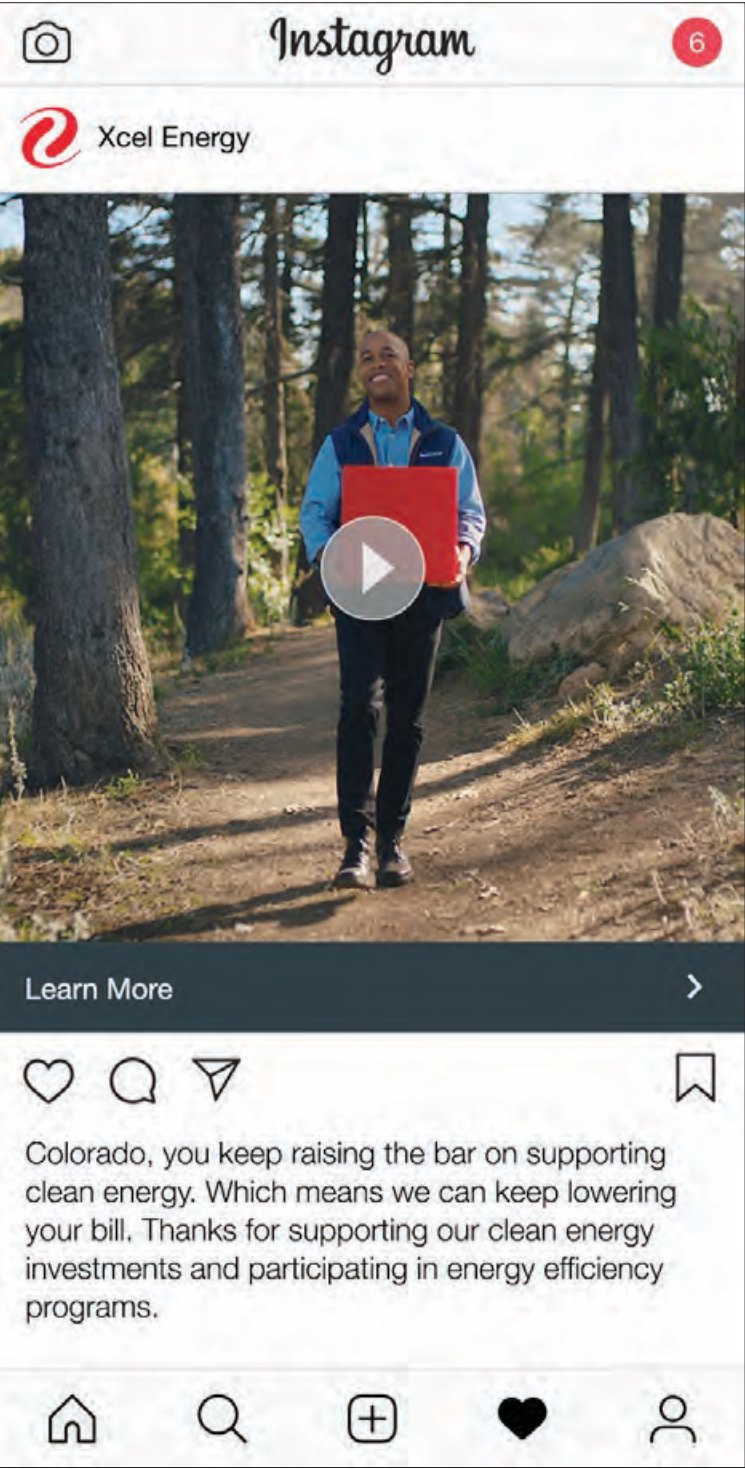 Instagram
6
Xcel Energy
Learn More
Colorado, you keep raising the bar on supporting
clean energy. Which means we can keep lowering
your bill. Thanks for supporting our clean energy
investments and participating in energy efficiency
programs.